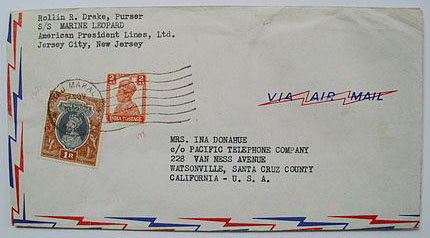 Rollin R. Drake, Purser
S/S MARINE LEOPARD
American President Lines, Ltd.
Jersey City, New Jersey
VIA AIR MAIL
INDIA POSTAGE
1R
MRS. INA DONAHUE
c/o PACIFIC TELEPHONE COMPANY
228 VAN NESS AVENUE
WATSONVILLE, SANTA CRUZ COUNTY
CALIFORNIA - U. S. A.